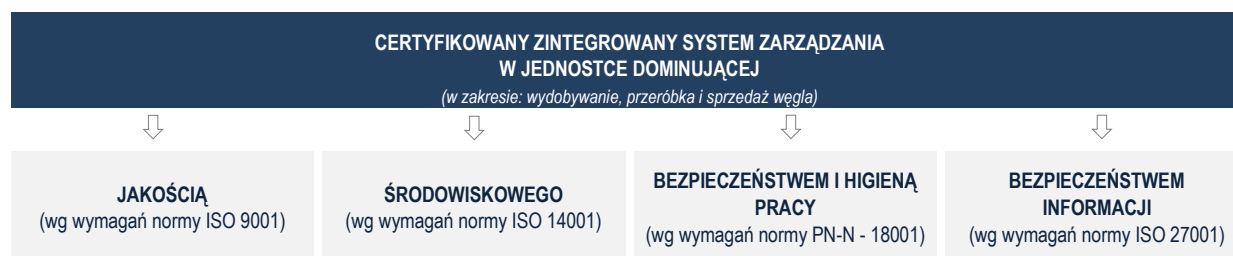 CERTYFIKOWANY ZINTEGROWANY SYSTEM ZARZĄDZANIA
W JEDNOSTCE DOMINUJĄCEJ
(w zakresie: wydobywanie, przeróbka i sprzedaż węgla)
JAKOŚCIĄ
(wg wymagań normy ISO 9001)
ŚRODOWISKOWEGO
(wg wymagań normy ISO 14001)
BEZPIECZEŃSTWEM I HIGIENĄ
PRACY
(wg wymagań normy PN-N - 18001)
BEZPIECZEŃSTWEM
INFORMACJI
(wg wymagań normy ISO 27001)